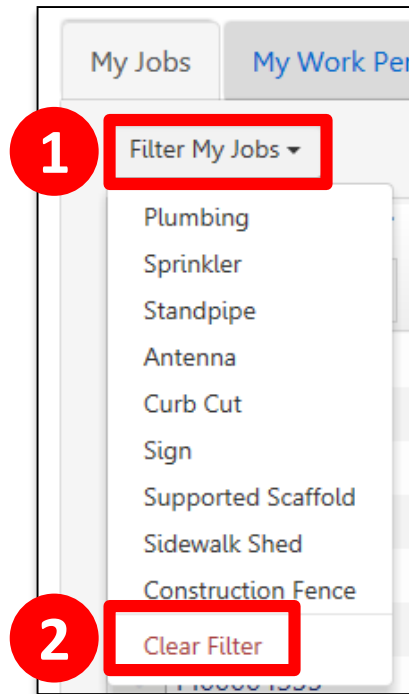 My Jobs
My Work Per
1
Filter My Jobs
Plumbing
Sprinkler
Standpipe
Antenna
Curb Cut
Sign
Supported Scaffold
Sidewalk Shed
Construction Fence
2
Clear Filter